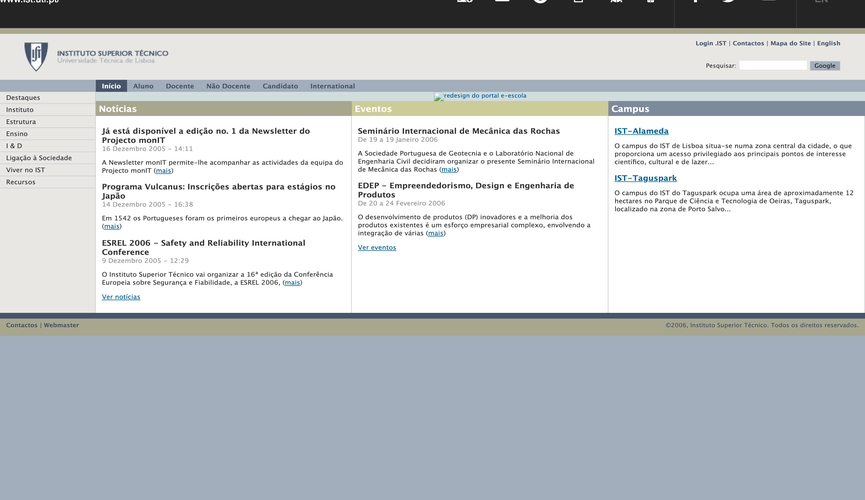 www.ist.utl.pt/
EN
Login .IST | Contactos | Mapa do Site | English
INSTITUTO SUPERIOR TÉCNICO
Universidade Técnica de Lisboa
Pesquisar:
Google
Início Aluno Docente Não Docente Candidato International
Destaques
Instituto
Estrutura
Ensino
I & D
Ligação à Sociedade
Viver no IST
Recursos
redesign do portal e-escola
Notícias
Já está disponível a edição no. 1 da Newsletter do
Projecto monIT
16 Dezembro 2005 - 14:11
A Newsletter monIT permite-lhe acompanhar as actividades da equipa do
Projecto monIT (mais)
Programa Vulcanus: Inscrições abertas para estágios no
Japão
14 Dezembro 2005 - 16:38
Em 1542 os Portugueses foram os primeiros europeus a chegar ao Japão.
(mais)
ESREL 2006 - Safety and Reliability International
Conference
9 Dezembro 2005 - 12:29
O Instituto Superior Técnico vai organizar a 16ª edição da Conferência
Europeia sobre Segurança e Fiabilidade, a ESREL 2006, (mais)
Ver notícias
Eventos
Seminário Internacional de Mecânica das Rochas
De 19 a 19 Janeiro 2006
A Sociedade Portuguesa de Geotecnia e o Laboratório Nacional de
Engenharia Civil decidiram organizar o presente Seminário Internacional
de Mecânica das Rochas (mais)
EDEP - Empreendedorismo, Design e Engenharia de
Produtos
De 20 a 24 Fevereiro 2006
O desenvolvimento de produtos (DP) inovadores e a melhoria dos
produtos existentes é um esforço empresarial complexo, envolvendo a
integração de várias (mais)
Ver eventos
Campus
IST-Alameda
O campus do IST de Lisboa situa-se numa zona central da cidade, o que
proporciona um acesso privilegiado aos principais pontos de interesse
científico, cultural e de lazer...
IST-Taguspark
O campus do IST do Taguspark ocupa uma área de aproximadamente 12
hectares no Parque de Ciência e Tecnologia de Oeiras, Taguspark,
localizado na zona de Porto Salvo...
Contactos | Webmaster
©2006, Instituto Superior Técnico. Todos os direitos reservados.